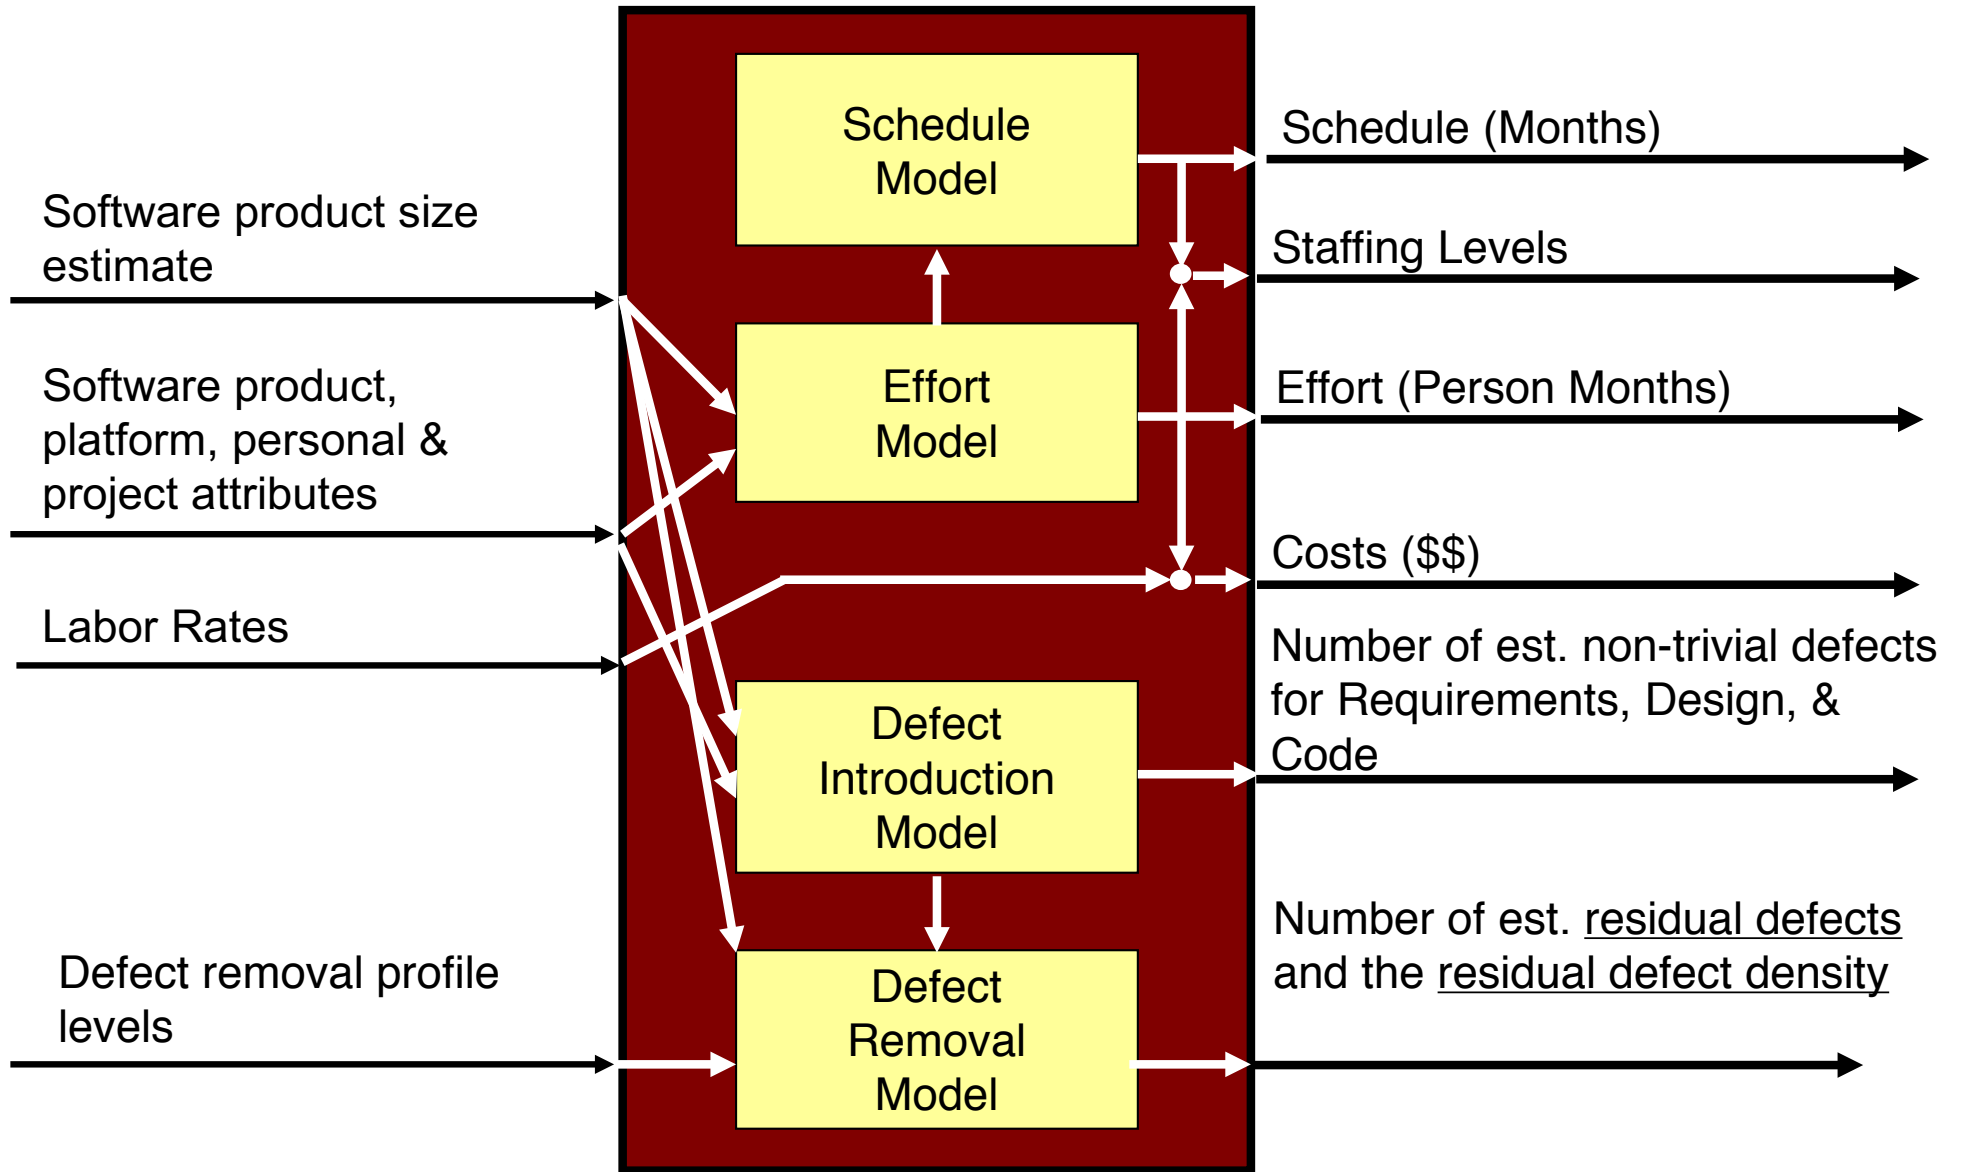 Software product size
estimate
Software product,
platform, personal &
project attributes
Labor Rates
Defect removal profile
levels
Schedule
Model
Effort
Model
Defect
Introduction
Model
Defect
Removal
Model
Schedule (Months)
Staffing Levels
Effort (Person Months)
Costs ($$)
Number of est. non-trivial defects
for Requirements, Design, &
Code
Number of est. residual defects
and the residual defect density